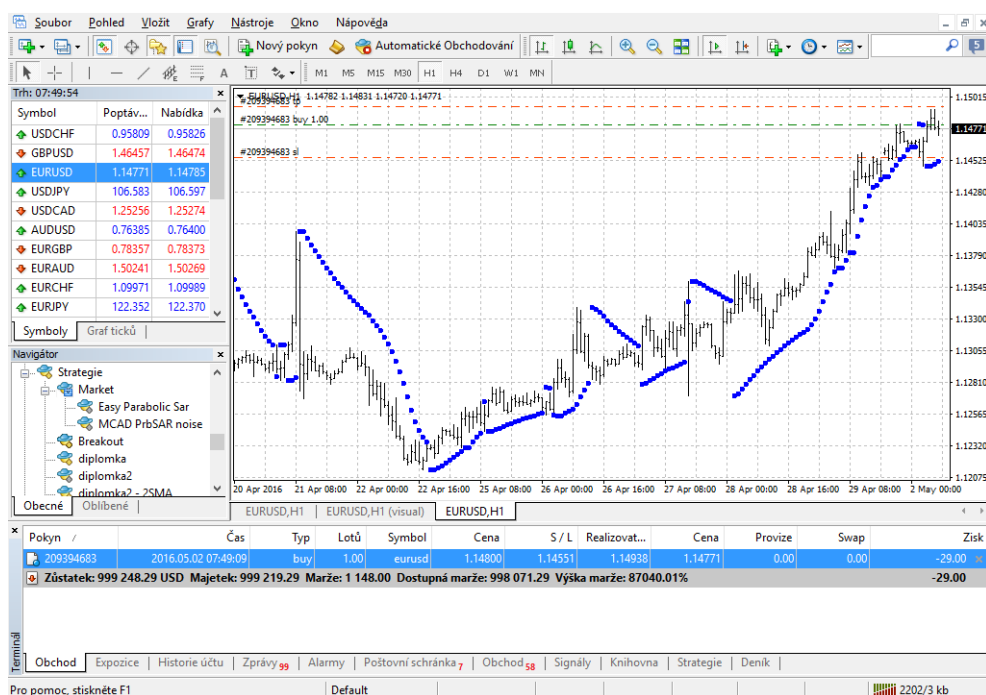 Soubor Pohled Vložit Grafy Nástroje Okno Nápověda
Nový pokyn Automatické Obchodování 5
A T M1 M5 M15 M30 H1 H4 D1 W1 MN
Trh: 07:49:54
Symbol Poptáv... Nabídka
USDCHF 0.95809 0.95826
GBPUSD 1.46457 1.46474
EURUSD 1.14771 1.14785
USDJPY 106.583 106.597
USDCAD 1.25256 1.25274
AUDUSD 0.76385 0.76400
EURGBP 0.78357 0.78373
EURAUD 1.50241 1.50269
EURCHF 1.09971 1.09989
EURJPY 122.352 122.370
Symboly Graf ticků
Navigátor
Strategie
Market
Easy Parabolic Sar
MCAD PrbSAR noise
Breakout
diplomka
diplomka2
diplomka2 - 2SMA
Obecné Oblíbené
EURUSD,H1 1.14782 1.14831 1.14720 1.14771
#209394683 tp
#209394683 buy 1.00
#209394683 sl
1.15015
1.14771
1.14525
1.14280
1.14035
1.13790
1.13545
1.13300
1.13055
1.12810
1.12565
1.12320
1.12075
20 Apr 2016 21 Apr 08:00 22 Apr 00:00 22 Apr 16:00 25 Apr 08:00 26 Apr 00:00 26 Apr 16:00 27 Apr 08:00 28 Apr 00:00 28 Apr 16:00 29 Apr 08:00 2 May 00:00
EURUSD,H1 EURUSD,H1 (visual) EURUSD,H1
Pokyn Čas Typ Lotů Symbol Cena S / L Realizovat... Cena Provize Swap Zisk
209394683 2016.05.02 07:49:09 buy 1.00 eurusd 1.14800 1.14551 1.14938 1.14771 0.00 0.00 -29.00
Zůstatek: 999 248.29 USD Majetek: 999 219.29 Marže: 1 148.00 Dostupná marže: 998 071.29 Výška marže: 87040.01% -29.00
Terminál
Obchod Expozice Historie účtu Zprávy 99 Alarmy Poštovní schránka 7 Obchod 58 Signály Knihovna Strategie Deník
Pro pomoc, stiskněte F1 Default 2202/3 kb